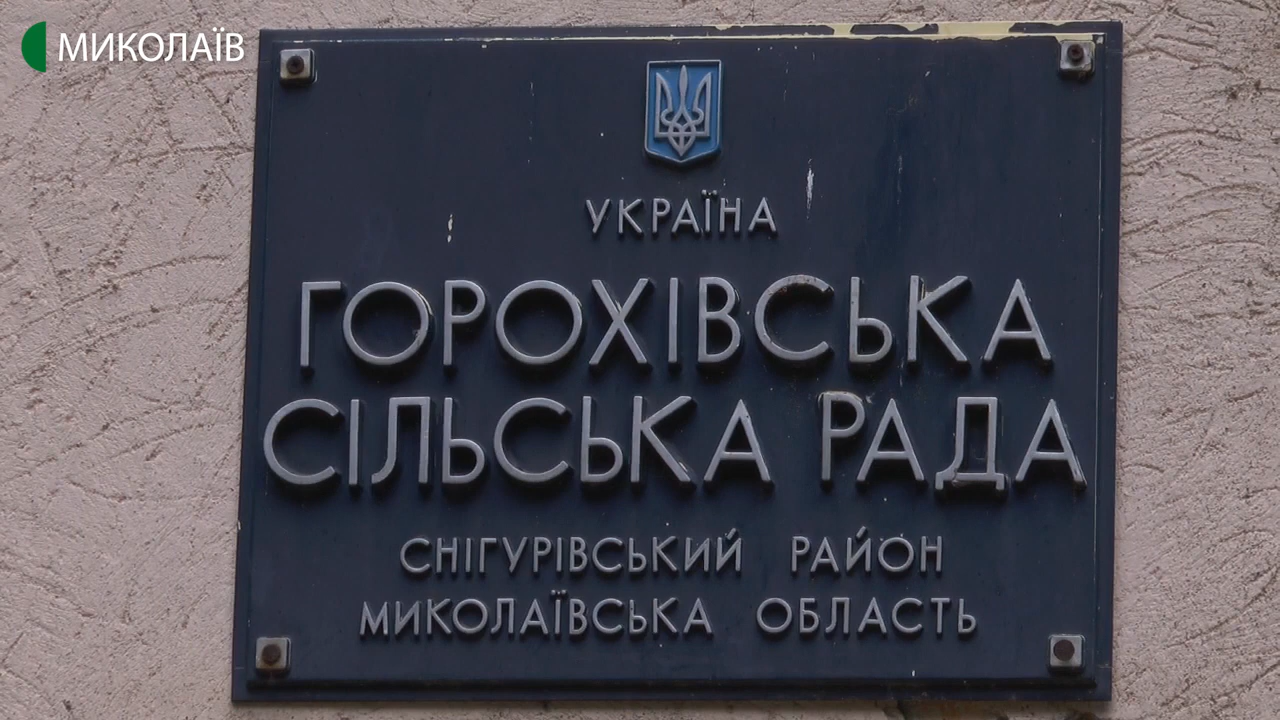 МИКОЛАЇВ
УКРАЇНА
ГОРОХІВСЬКА
СІЛЬСЬКА РАДА
СНІГУРІВСЬКИЙ РАЙОН
МИКОЛАЇВСЬКА ОБЛАСТЬ